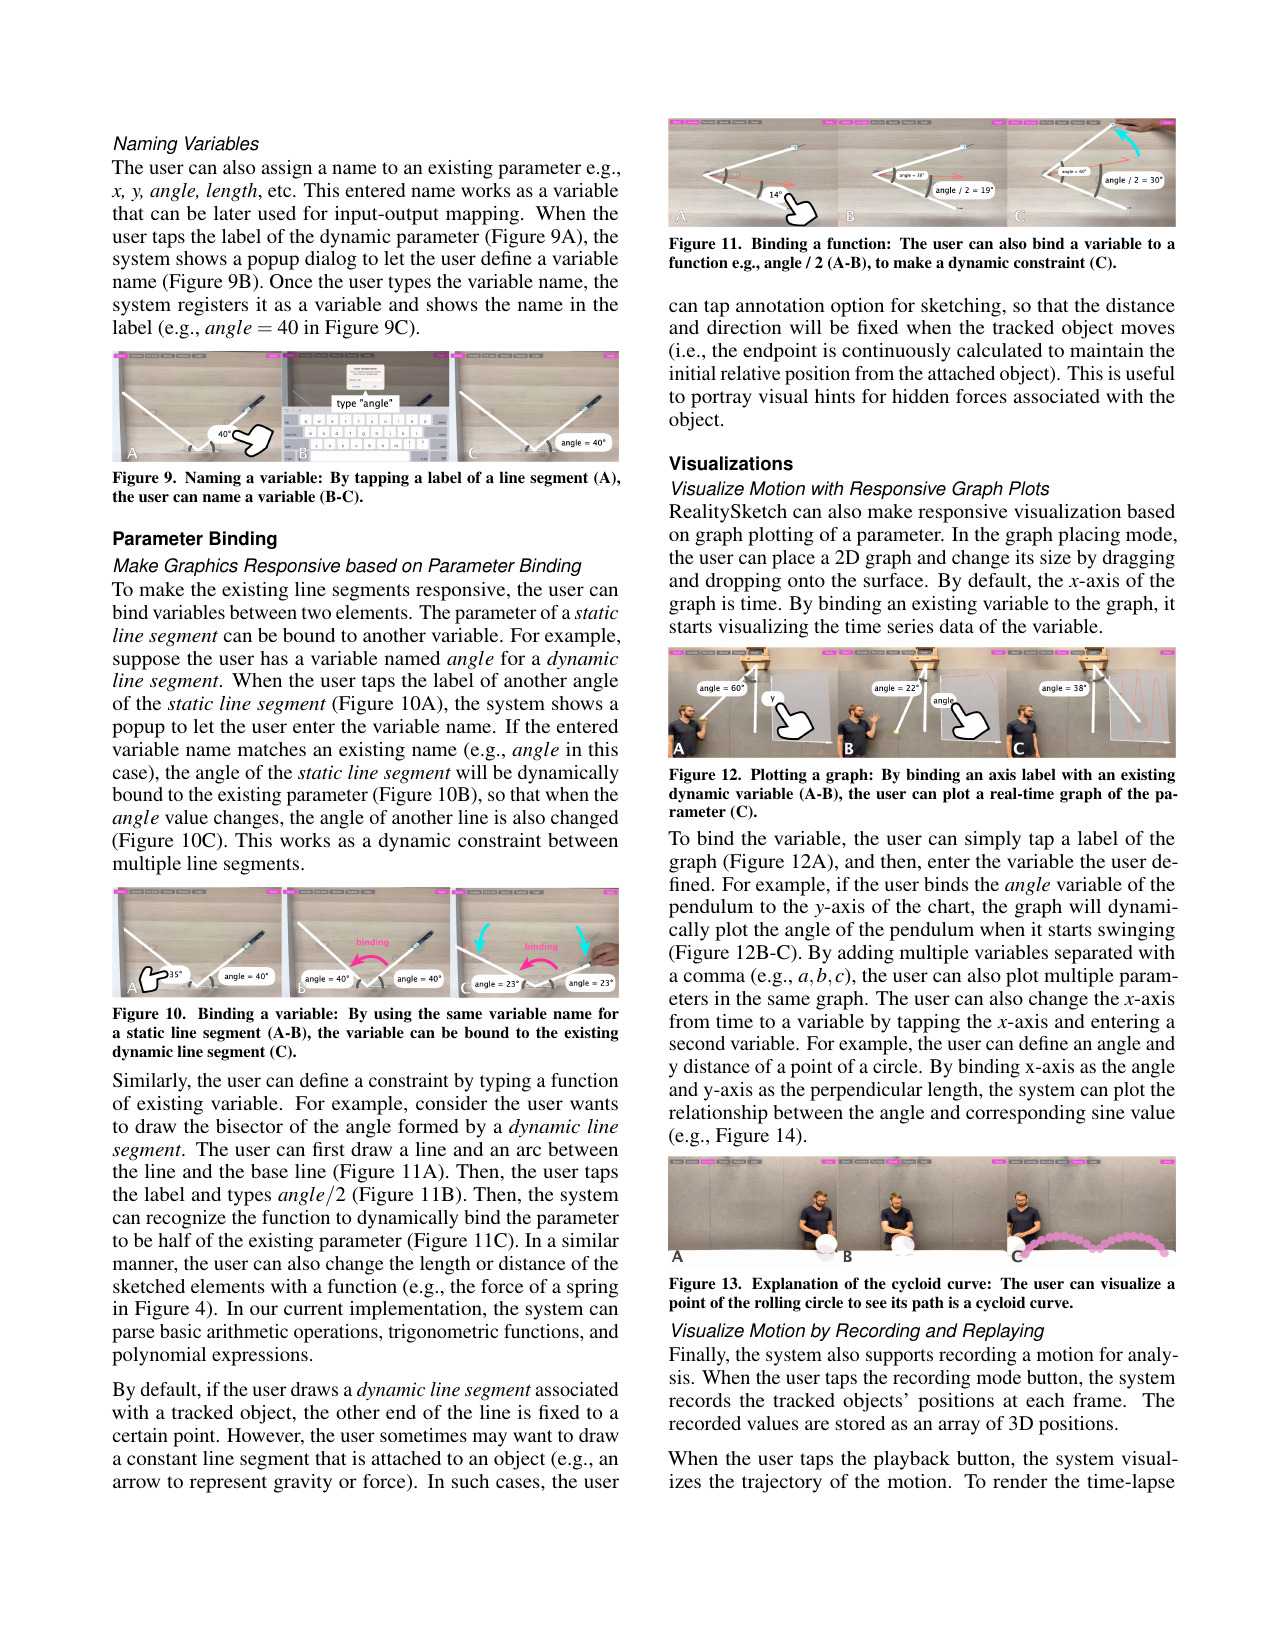 Naming Variables
The user can also assign a name to an existing parameter e.g.,
x, y, angle, length, etc. This entered name works as a variable
that can be later used for input-output mapping. When the
user taps the label of the dynamic parameter (Figure 9A), the
system shows a popup dialog to let the user define a variable
name (Figure 9B). Once the user types the variable name, the
system registers it as a variable and shows the name in the
label (e.g., angle = 40 in Figure 9C).
40°
A
type "angle"
B
angle = 40°
C
Figure 9. Naming a variable: By tapping a label of a line segment (A),
the user can name a variable (B-C).
Parameter Binding
Make Graphics Responsive based on Parameter Binding
To make the existing line segments responsive, the user can
bind variables between two elements. The parameter of a static
line segment can be bound to another variable. For example,
suppose the user has a variable named angle for a dynamic
line segment. When the user taps the label of another angle
of the static line segment (Figure 10A), the system shows a
popup to let the user enter the variable name. If the entered
variable name matches an existing name (e.g., angle in this
case), the angle of the static line segment will be dynamically
bound to the existing parameter (Figure 10B), so that when the
angle value changes, the angle of another line is also changed
(Figure 10C). This works as a dynamic constraint between
multiple line segments.
35°
angle = 40°
A
binding
angle = 40°
angle = 40°
B
binding
angle = 23°
angle = 23°
C
Figure 10. Binding a variable: By using the same variable name for
a static line segment (A-B), the variable can be bound to the existing
dynamic line segment (C).
Similarly, the user can define a constraint by typing a function
of existing variable. For example, consider the user wants
to draw the bisector of the angle formed by a dynamic line
segment. The user can first draw a line and an arc between
the line and the base line (Figure 11A). Then, the user taps
the label and types angle/2 (Figure 11B). Then, the system
can recognize the function to dynamically bind the parameter
to be half of the existing parameter (Figure 11C). In a similar
manner, the user can also change the length or distance of the
sketched elements with a function (e.g., the force of a spring
in Figure 4). In our current implementation, the system can
parse basic arithmetic operations, trigonometric functions, and
polynomial expressions.
By default, if the user draws a dynamic line segment associated
with a tracked object, the other end of the line is fixed to a
certain point. However, the user sometimes may want to draw
a constant line segment that is attached to an object (e.g., an
arrow to represent gravity or force). In such cases, the user
14°
A
angle = 38°
angle / 2 = 19°
B
angle = 60°
angle / 2 = 30°
C
Figure 11. Binding a function: The user can also bind a variable to a
function e.g., angle / 2 (A-B), to make a dynamic constraint (C).
can tap annotation option for sketching, so that the distance
and direction will be fixed when the tracked object moves
(i.e., the endpoint is continuously calculated to maintain the
initial relative position from the attached object). This is useful
to portray visual hints for hidden forces associated with the
object.
Visualizations
Visualize Motion with Responsive Graph Plots
RealitySketch can also make responsive visualization based
on graph plotting of a parameter. In the graph placing mode,
the user can place a 2D graph and change its size by dragging
and dropping onto the surface. By default, the x-axis of the
graph is time. By binding an existing variable to the graph, it
starts visualizing the time series data of the variable.
angle = 60°
y
A
angle = 22°
angle
B
angle = 38°
C
Figure 12. Plotting a graph: By binding an axis label with an existing
dynamic variable (A-B), the user can plot a real-time graph of the pa-
rameter (C).
To bind the variable, the user can simply tap a label of the
graph (Figure 12A), and then, enter the variable the user de-
fined. For example, if the user binds the angle variable of the
pendulum to the y-axis of the chart, the graph will dynami-
cally plot the angle of the pendulum when it starts swinging
(Figure 12B-C). By adding multiple variables separated with
a comma (e.g., a,b,c), the user can also plot multiple param-
eters in the same graph. The user can also change the x-axis
from time to a variable by tapping the x-axis and entering a
second variable. For example, the user can define an angle and
y distance of a point of a circle. By binding x-axis as the angle
and y-axis as the perpendicular length, the system can plot the
relationship between the angle and corresponding sine value
(e.g., Figure 14).
A
B
C
Figure 13. Explanation of the cycloid curve: The user can visualize a
point of the rolling circle to see its path is a cycloid curve.
Visualize Motion by Recording and Replaying
Finally, the system also supports recording a motion for analy-
sis. When the user taps the recording mode button, the system
records the tracked objects' positions at each frame. The
recorded values are stored as an array of 3D positions.
When the user taps the playback button, the system visual-
izes the trajectory of the motion. To render the time-lapse